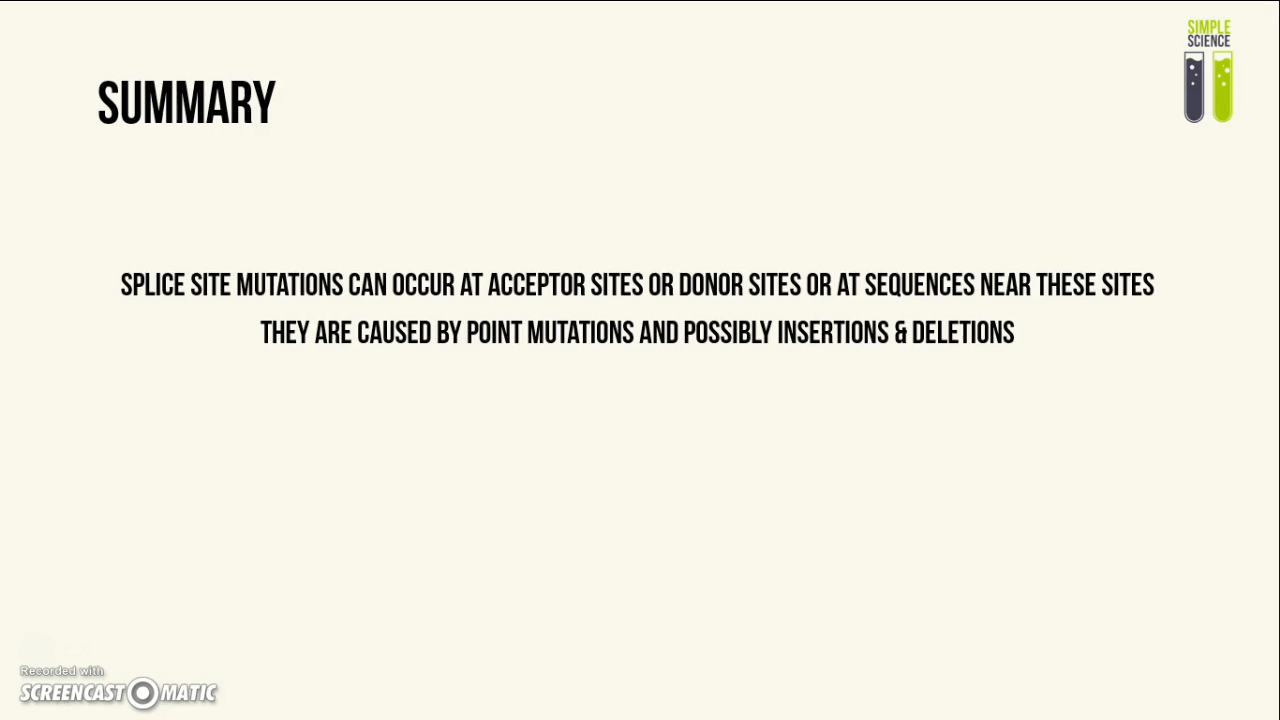 SIMPLE
SCIENCE
SUMMARY
SPLICE SITE MUTATIONS CAN OCCUR AT ACCEPTOR SITES OR DONOR SITES OR AT SEQUENCES NEAR THESE SITES
THEY ARE CAUSED BY POINT MUTATIONS AND POSSIBLY INSERTIONS & DELETIONS
Recorded with
SCREENCAST MATIC